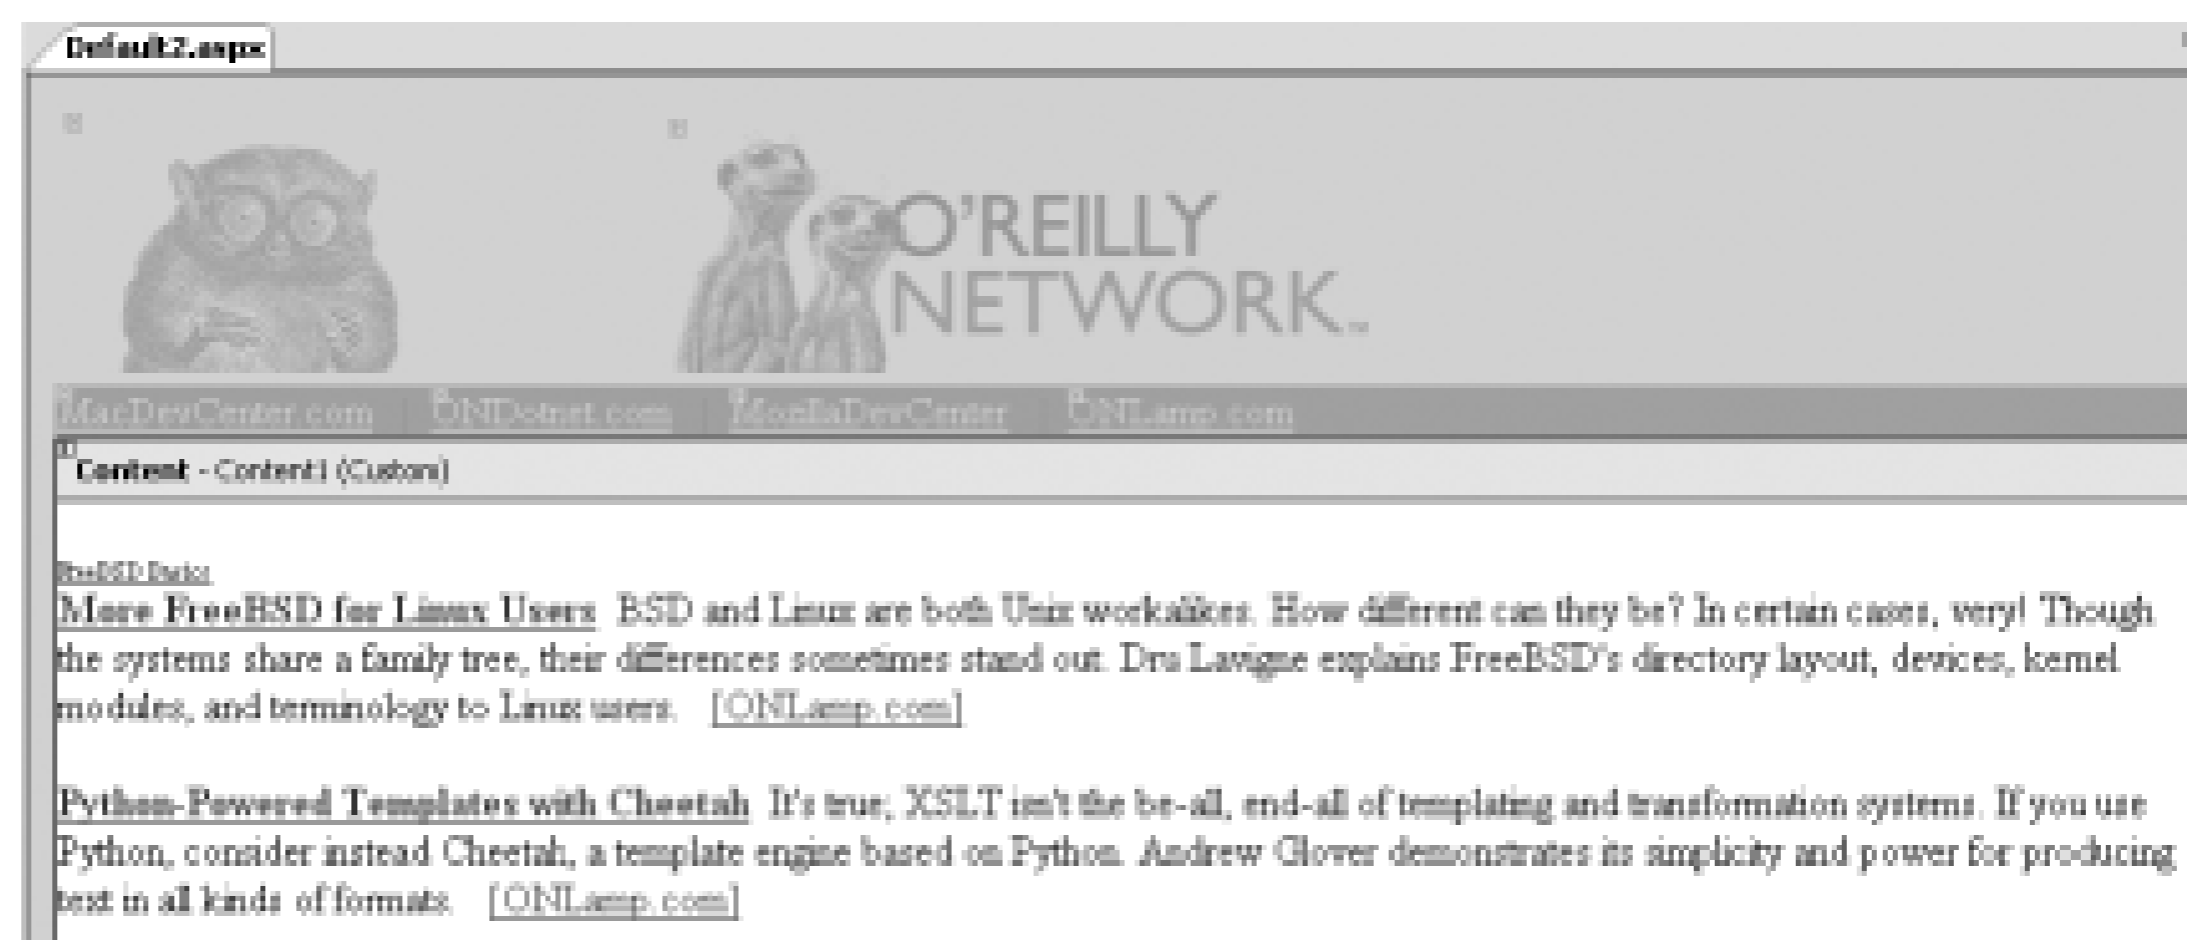 Default2.aspx
O'REILLY
NETWORK™
MacDevCenter.com ONDotnet.com MozillaDevCenter ONLamp.com
Content - Content1 (Custom)
FreeBSD Basics
More FreeBSD for Linux Users BSD and Linux are both Unix workalikes. How different can they be? In certain cases, very! Though
the systems share a family tree, their differences sometimes stand out. Dru Lavigne explains FreeBSD's directory layout, devices, kernel
modules, and terminology to Linux users. [ONLamp.com]
Python-Powered Templates with Cheetah It's true; XSLT isn't the be-all, end-all of templating and transformation systems. If you use
Python, consider instead Cheetah, a template engine based on Python. Andrew Glover demonstrates its simplicity and power for producing
text in all kinds of formats. [ONLamp.com]